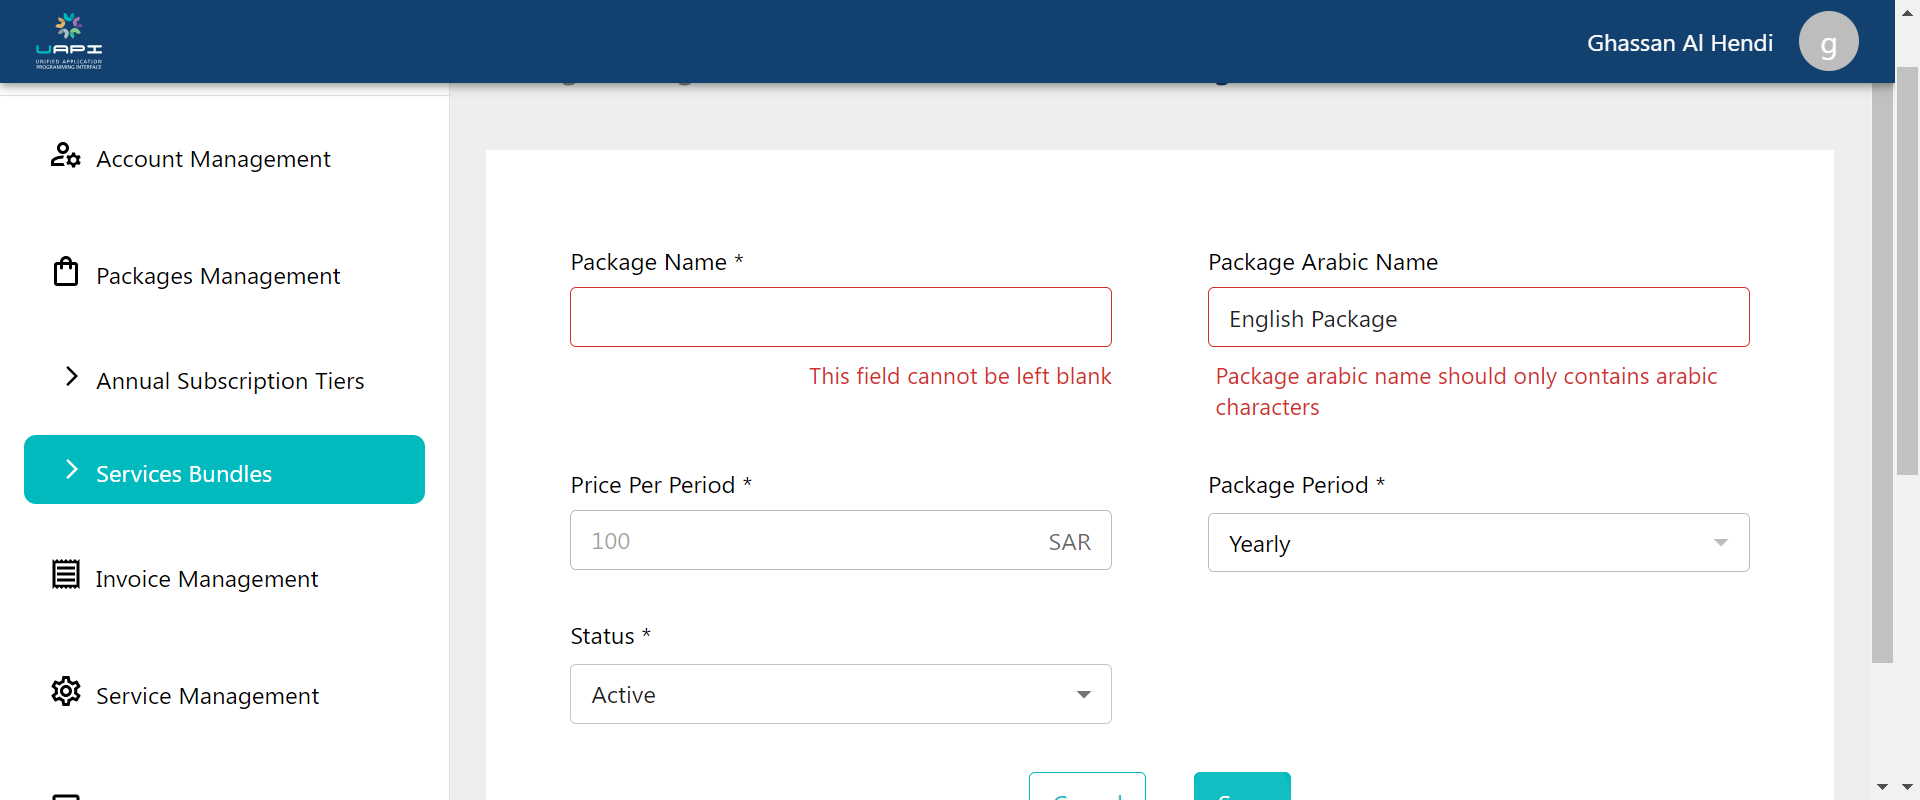 UAPI
UNIFIED APPLICATION
PROGRAMMING INTERFACE
Ghassan Al Hendi
g
Account Management
Packages Management
Annual Subscription Tiers
Services Bundles
Invoice Management
Service Management
Package Name *
This field cannot be left blank
Package Arabic Name
English Package
Package arabic name should only contains arabic
characters
Price Per Period *
100
SAR
Package Period *
Yearly
Status *
Active